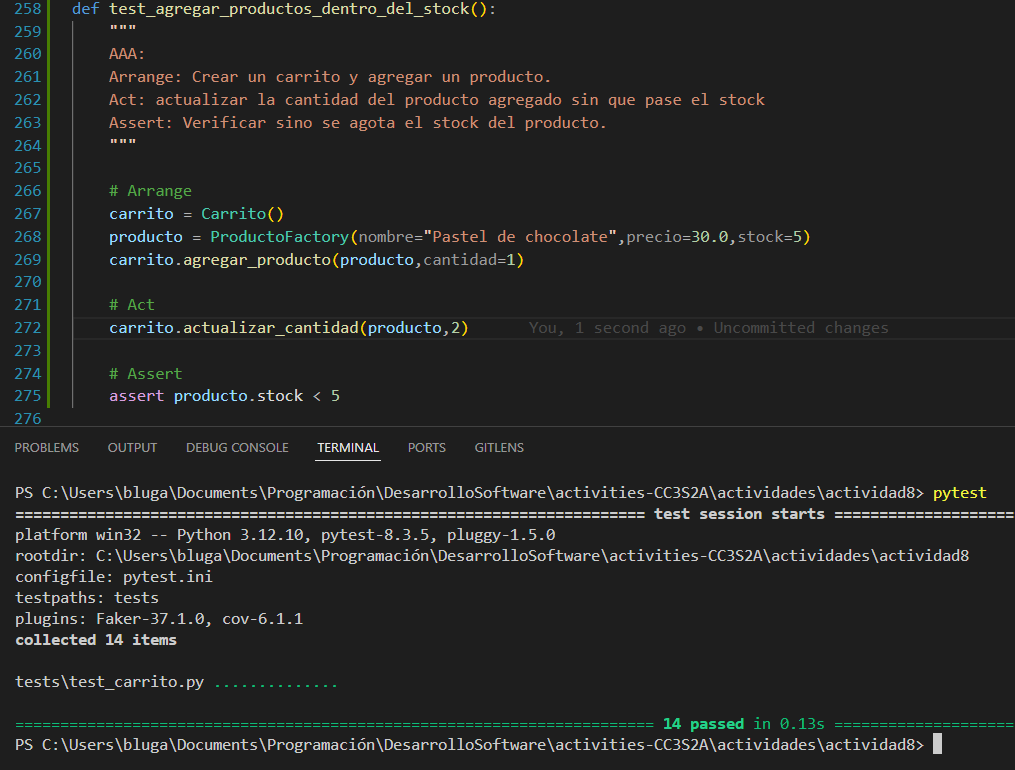 258 def test_agregar_productos_dentro_del_stock():
259     """
260     AAA:
261     Arrange: Crear un carrito y agregar un producto.
262     Act: actualizar la cantidad del producto agregado sin que pase el stock
263     Assert: Verificar sino se agota el stock del producto.
264     """
265
266     # Arrange
267     carrito = Carrito()
268     producto = ProductoFactory(nombre="Pastel de chocolate",precio=30.0,stock=5)
269     carrito.agregar_producto(producto,cantidad=1)
270
271     # Act
272     carrito.actualizar_cantidad(producto,2)     You, 1 second ago • Uncommitted changes
273
274     # Assert
275     assert producto.stock < 5
276
PROBLEMS OUTPUT DEBUG CONSOLE TERMINAL PORTS GITLENS
PS C:\Users\bluga\Documents\Programación\DesarrolloSoftware\activities-CC3S2A\actividades\actividad8> pytest
====================================================================== test session starts ====================
platform win32 -- Python 3.12.10, pytest-8.3.5, pluggy-1.5.0
rootdir: C:\Users\bluga\Documents\Programación\DesarrolloSoftware\activities-CC3S2A\actividades\actividad8
configfile: pytest.ini
testpaths: tests
plugins: Faker-37.1.0, cov-6.1.1
collected 14 items
tests\test_carrito.py ..............
======================================================================= 14 passed in 0.13s ====================
PS C:\Users\bluga\Documents\Programación\DesarrolloSoftware\activities-CC3S2A\actividades\actividad8>